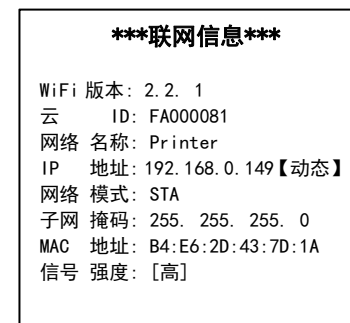 ***联网信息***
WiFi 版本: 2.2. 1
云 ID: FA000081
网络 名称: Printer
IP 地址: 192.168.0.149【动态】
网络 模式: STA
子网 掩码: 255. 255. 255. 0
MAC 地址: B4:E6:2D:43:7D:1A
信号 强度: [高]